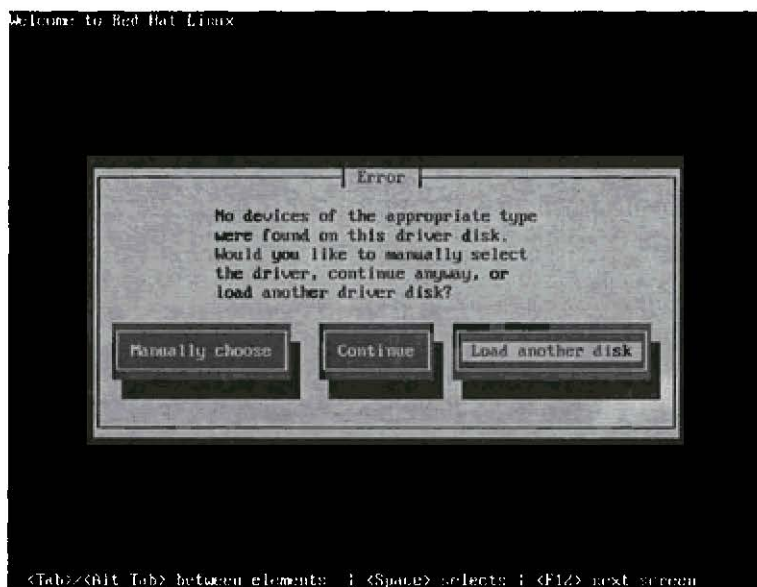 Welcome to Red Hat Linux
Error
No devices of the appropriate type
were found on this driver disk.
Would you like to manually select
the driver, continue anyway, or
load another driver disk?
Manually choose
Continue
Load another disk
<Tab>/<Alt Tab> between elements | <Space> selects | <F12> next screen